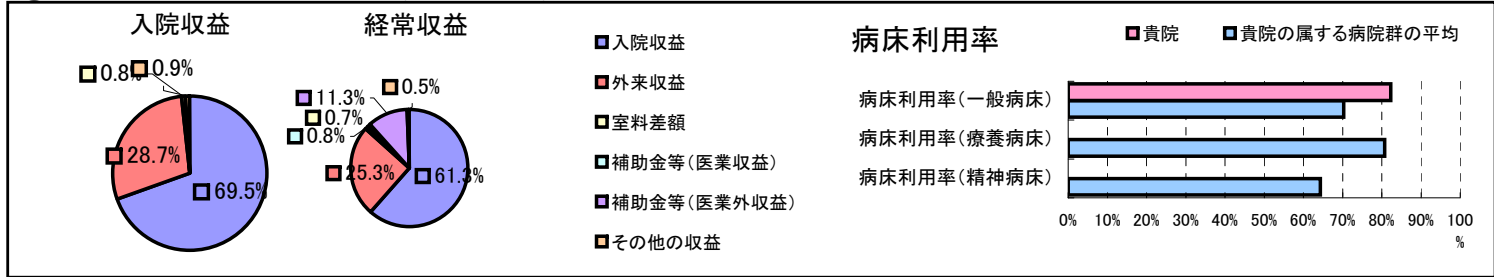 入院収益
0.8%
0.9%
28.7%
69.5%
経常収益
0.5%
11.3%
0.7%
0.8%
25.3%
61.3%
入院収益
外来収益
室料差額
補助金等(医業収益)
補助金等(医業外収益)
その他の収益
病床利用率
貴院 貴院の属する病院群の平均
病床利用率(一般病床)
病床利用率(療養病床)
病床利用率(精神病床)
0% 10% 20% 30% 40% 50% 60% 70% 80% 90% 100
%